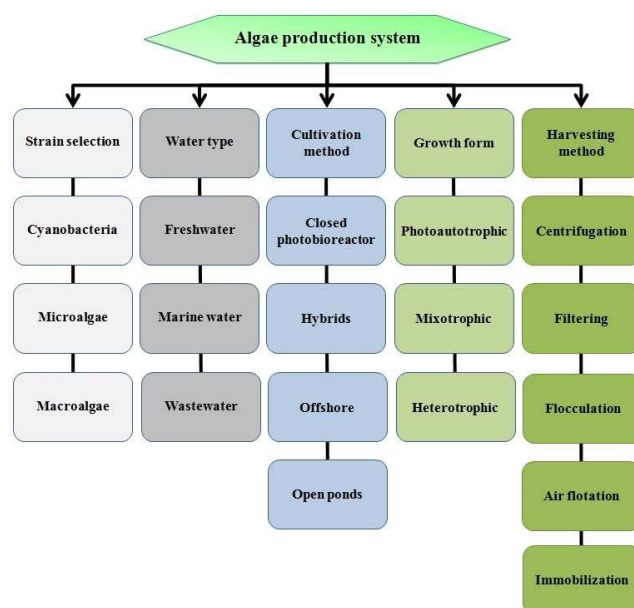 Algae production system
Strain selection
Cyanobacteria
Microalgae
Macroalgae
Water type
Freshwater
Marine water
Wastewater
Cultivation
method
Closed
photobioreactor
Hybrids
Offshore
Open ponds
Growth form
Photoautotrophic
Mixotrophic
Heterotrophic
Harvesting
method
Centrifugation
Filtering
Flocculation
Air flotation
Immobilization